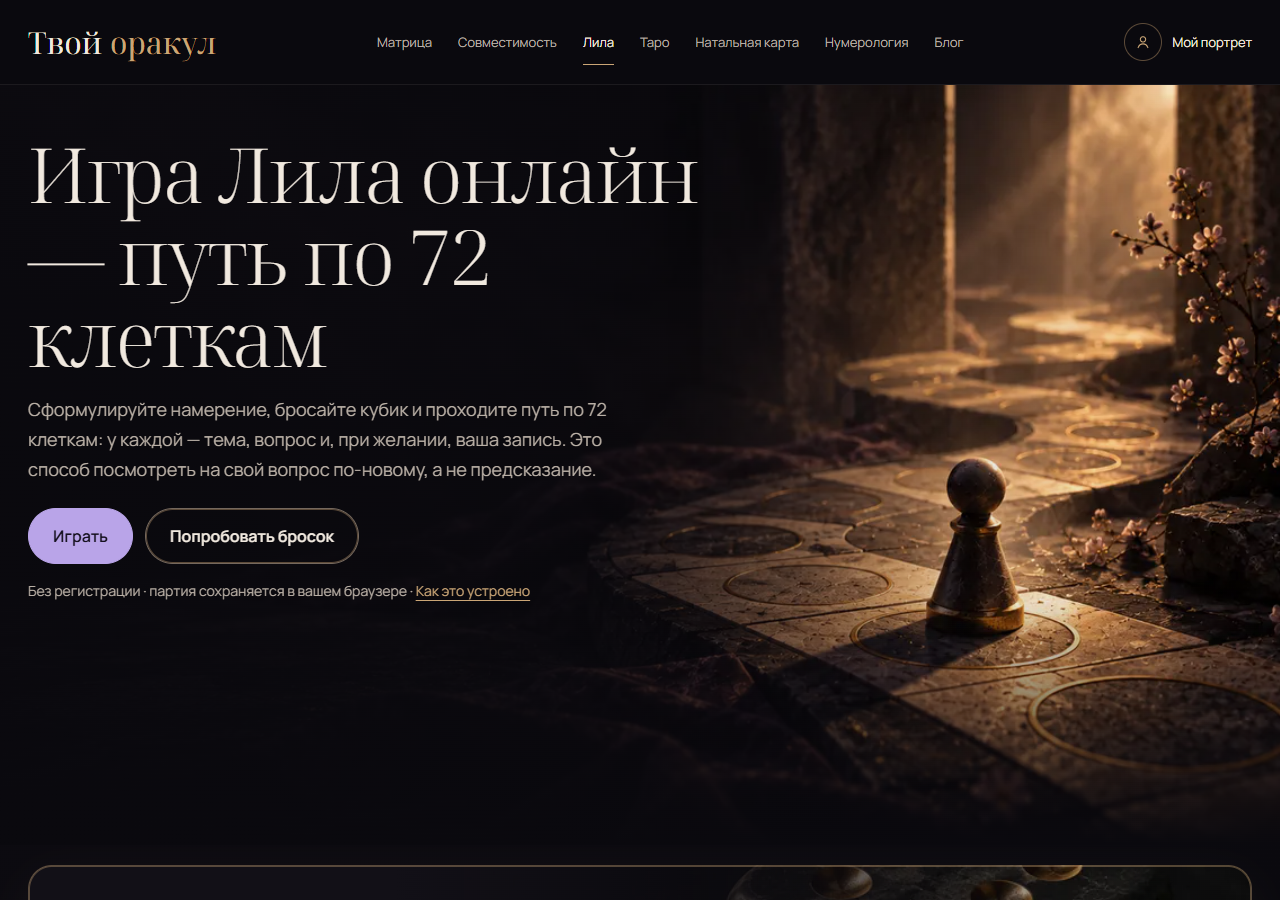 Твой оракул
Матрица Совместимость Лила Таро Натальная карта Нумерология Блог
Мой портрет
Игра Лила онлайн
— путь по 72
клеткам
Сформулируйте намерение, бросайте кубик и проходите путь по 72
клеткам: у каждой — тема, вопрос и, при желании, ваша запись. Это
способ посмотреть на свой вопрос по-новому, а не предсказание.
Играть
Попробовать бросок
Без регистрации · партия сохраняется в вашем браузере · Как это устроено